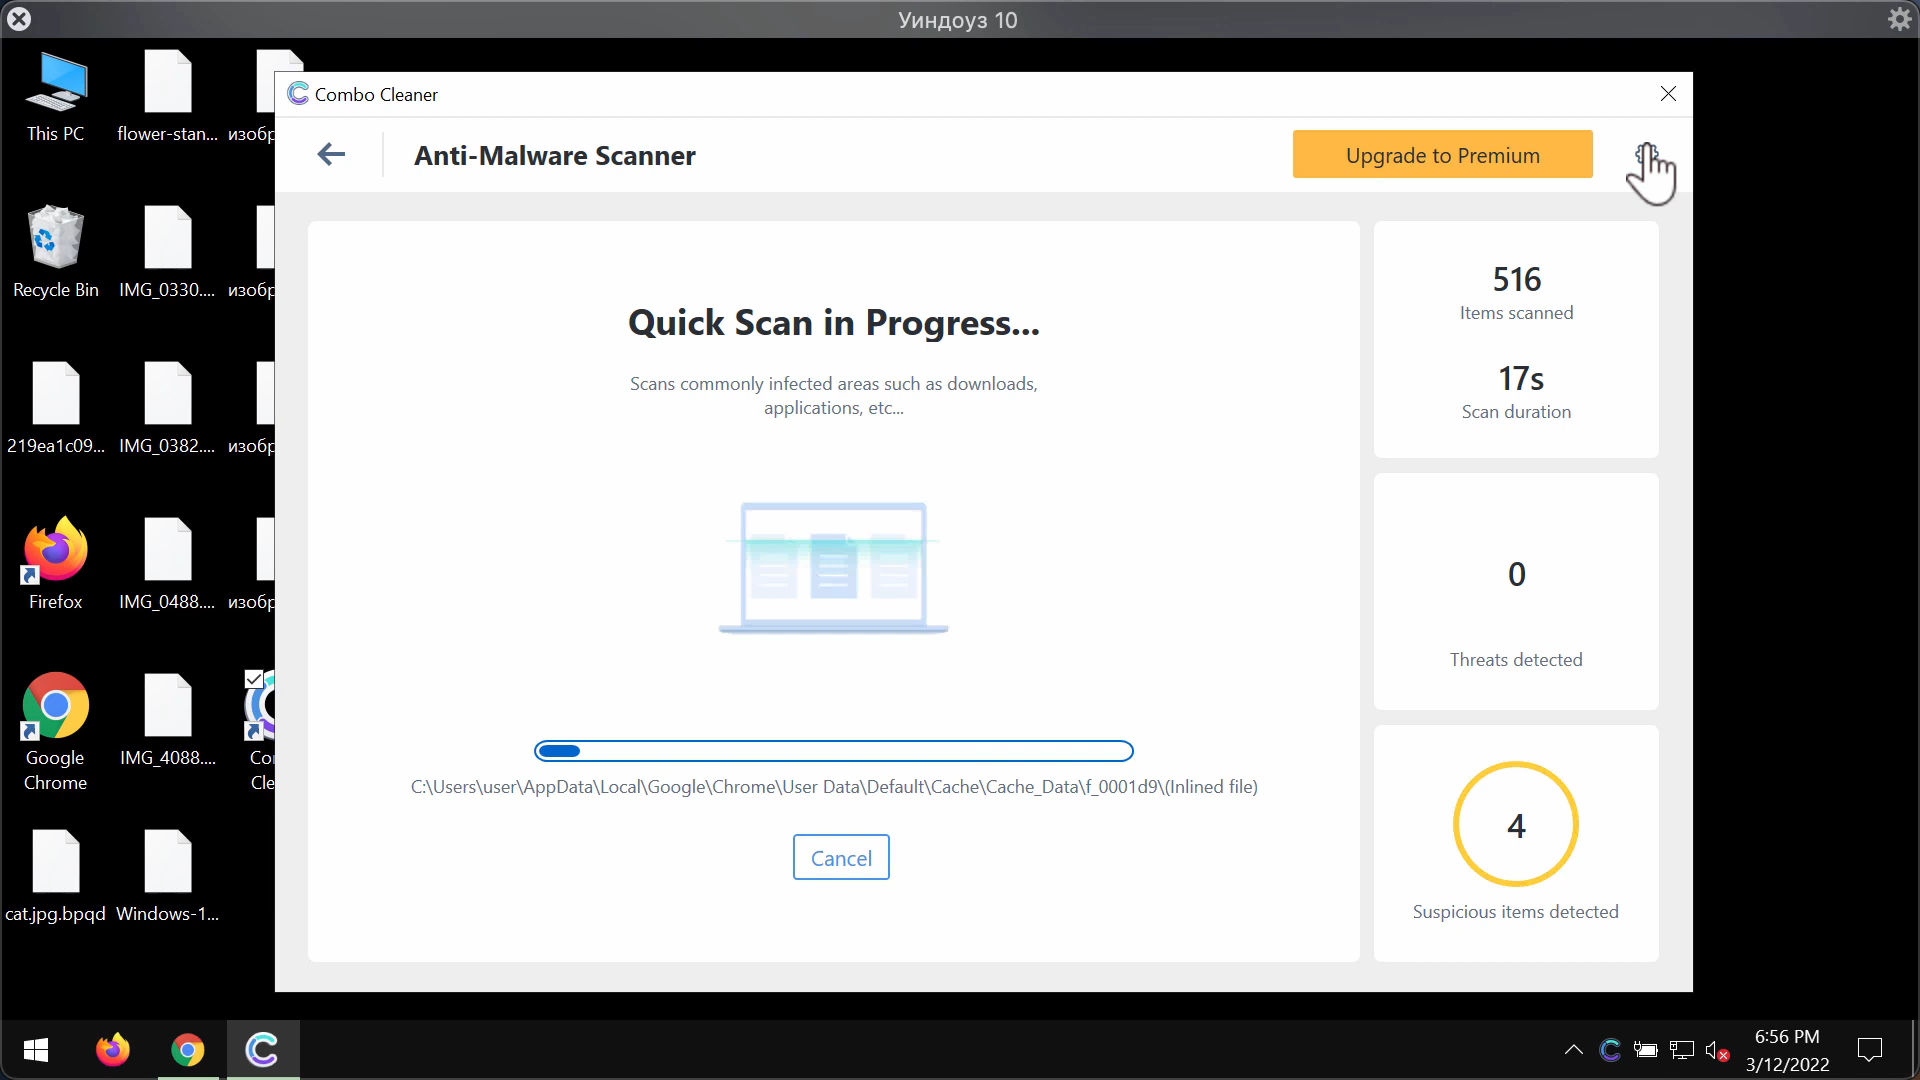 Уиндоуз 10
This PC
flower-stan...
изобр
Recycle Bin
IMG_0330....
изобр
219ea1c09...
IMG_0382....
изобр
Firefox
IMG_0488....
изобр
Google
Chrome
IMG_4088....
Co
Cle
cat.jpg.bpqd
Windows-1...
Combo Cleaner
Anti-Malware Scanner
Upgrade to Premium
Quick Scan in Progress...
Scans commonly infected areas such as downloads,
applications, etc...
C:\Users\user\AppData\Local\Google\Chrome\User Data\Default\Cache\Cache_Data\f_0001d9\(Inlined file)
Cancel
516
Items scanned
17s
Scan duration
0
Threats detected
4
Suspicious items detected
6:56 PM
3/12/2022